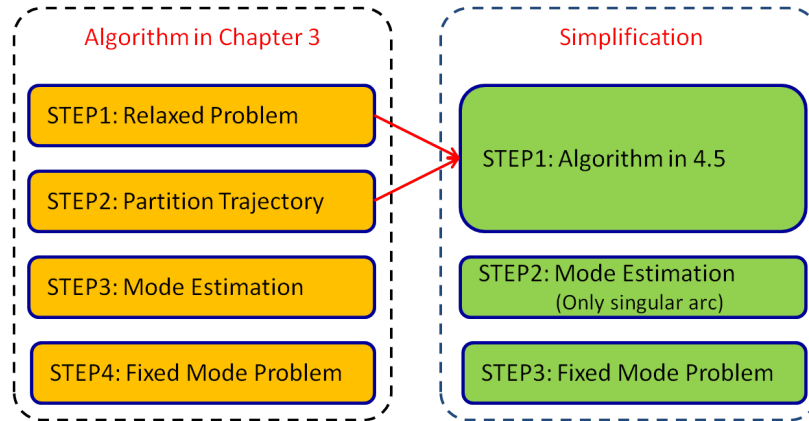 Algorithm in Chapter 3
STEP1: Relaxed Problem
STEP2: Partition Trajectory
STEP3: Mode Estimation
STEP4: Fixed Mode Problem
Simplification
STEP1: Algorithm in 4.5
STEP2: Mode Estimation
(Only singular arc)
STEP3: Fixed Mode Problem